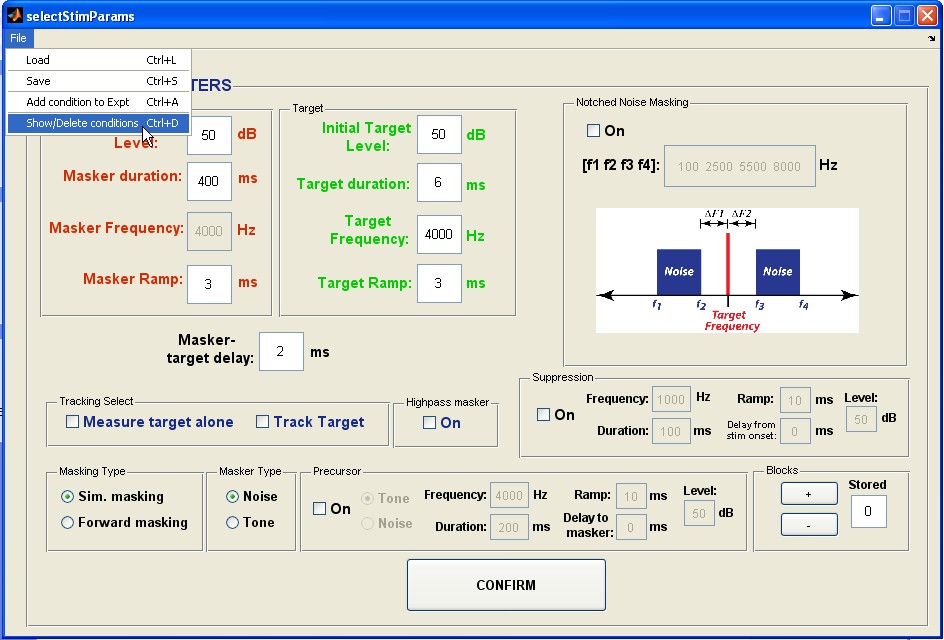 selectStimParams
File
Load Ctrl+L
Save Ctrl+S
Add condition to Expt Ctrl+A
Show/Delete conditions Ctrl+D
TERS
Level:
50
dB
Masker duration:
400
ms
Masker Frequency:
4000
Hz
Masker Ramp:
3
ms
Target
Initial Target
Level:
50
dB
Target duration:
6
ms
Target
Frequency:
4000
Hz
Target Ramp:
3
ms
Masker-
target delay:
2
ms
Notched Noise Masking
On
[f1 f2 f3 f4]:
100 2500 5500 8000
Hz
ΔF1 ΔF2
Noise
Noise
f1 f2 f3 f4
Target
Frequency
Tracking Select
Measure target alone
Track Target
Highpass masker
On
Suppression
On
Frequency:
1000
Hz
Ramp:
10
ms
Level:
50
dB
Duration:
100
ms
Delay from
stim onset:
0
ms
Masking Type
Sim. masking
Forward masking
Masker Type
Noise
Tone
Precursor
On
Tone
Noise
Frequency:
4000
Hz
Ramp:
10
ms
Level:
50
dB
Duration:
200
ms
Delay to
masker:
0
ms
Blocks
+
-
Stored
0
CONFIRM